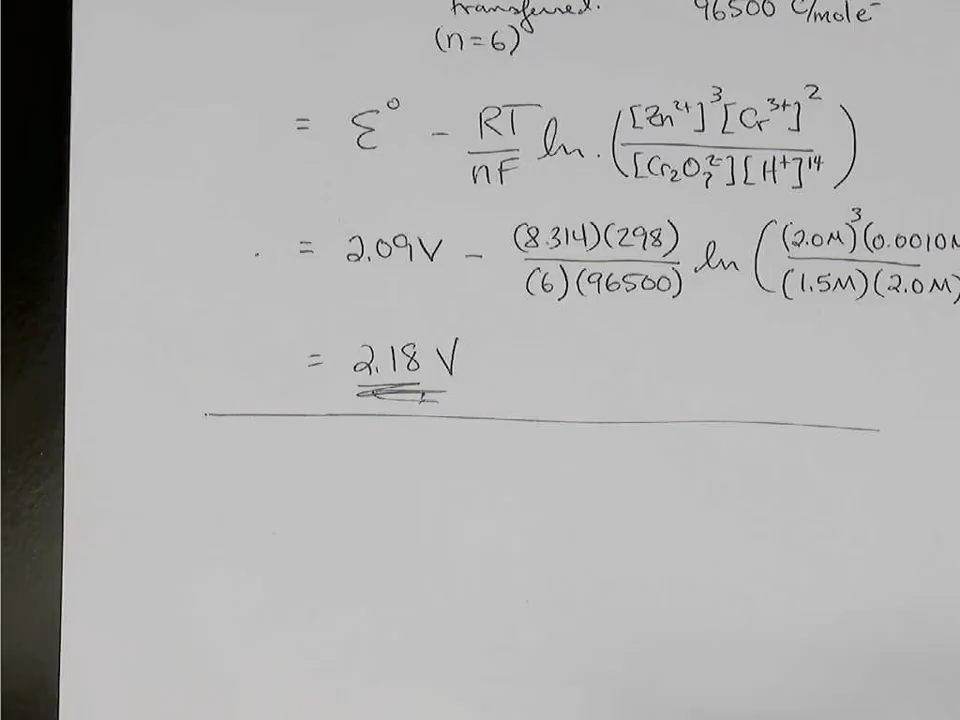 transferred. 96500 C/mole⁻
(n=6)
= ℰ° - RT/nF ln. ([Zn²⁺]³[Cr³⁺]²/[Cr₂O₇²⁻][H⁺]¹⁴)
= 2.09V - (8.314)(298)/(6)(96500) ln ((2.0M)³(0.0010M/(1.5M)(2.0M)
= 2.18 V